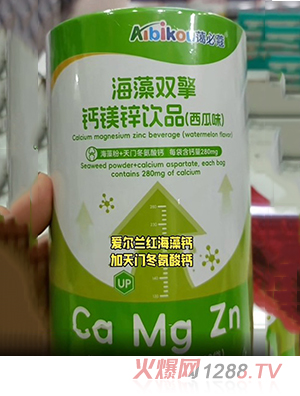 Aibikou 蔼必蔻
海藻双擎
钙镁锌饮品(西瓜味)
Calcium magnesium zinc beverage (watermelon flavor)
海藻粉+天门冬氨酸钙 每袋含钙量280mg
Seaweed powder+calcium aspartate, each bag
contains 280mg of calcium
爱尔兰红海藻钙
加天门冬氨酸钙
UP
Ca Mg Zn
火爆网1288.TV